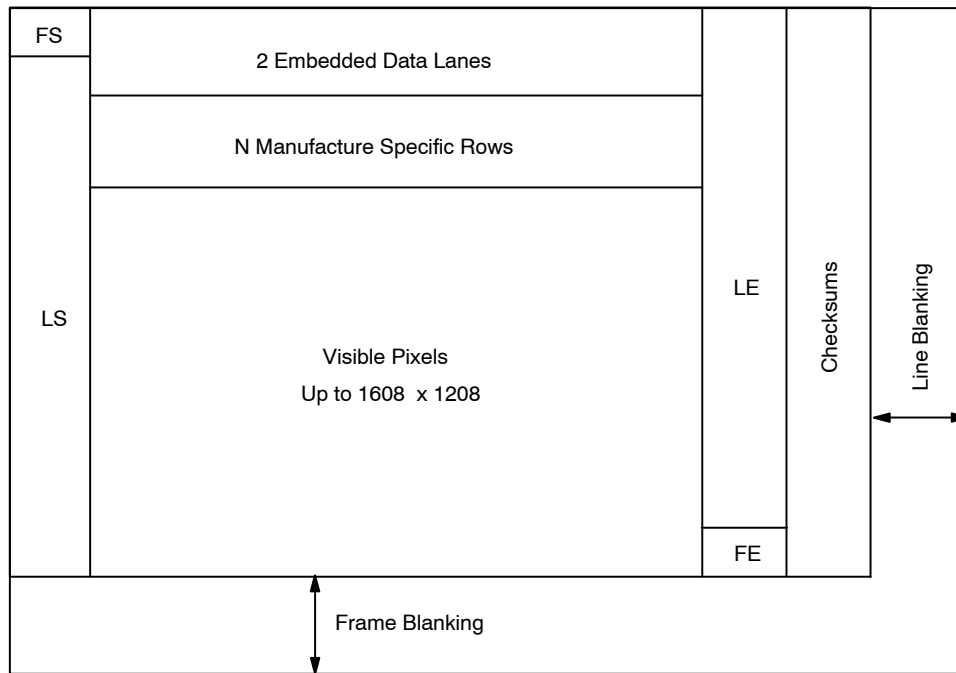 FS
2 Embedded Data Lanes
N Manufacture Specific Rows
LS
LE
Checksums
Line Blanking
Visible Pixels
Up to 1608 x 1208
FE
Frame Blanking